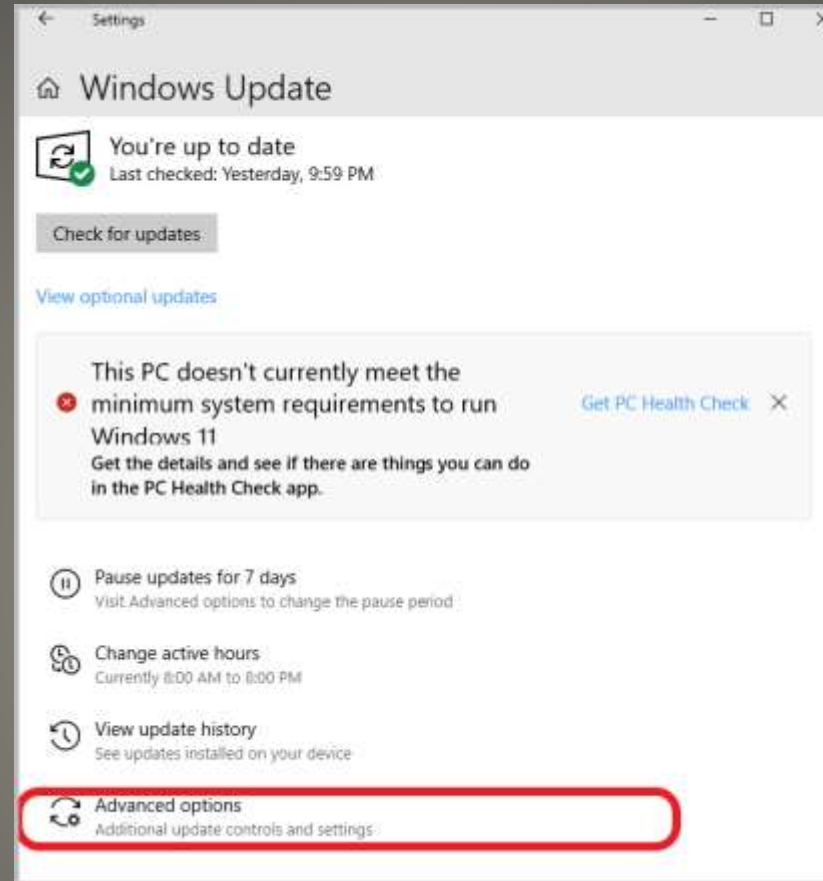 Settings
Windows Update
You're up to date
Last checked: Yesterday, 9:59 PM
Check for updates
View optional updates
This PC doesn't currently meet the
minimum system requirements to run
Windows 11
Get PC Health Check
Get the details and see if there are things you can do
in the PC Health Check app.
Pause updates for 7 days
Visit Advanced options to change the pause period
Change active hours
Currently 8:00 AM to 8:00 PM
View update history
See updates installed on your device
Advanced options
Additional update controls and settings